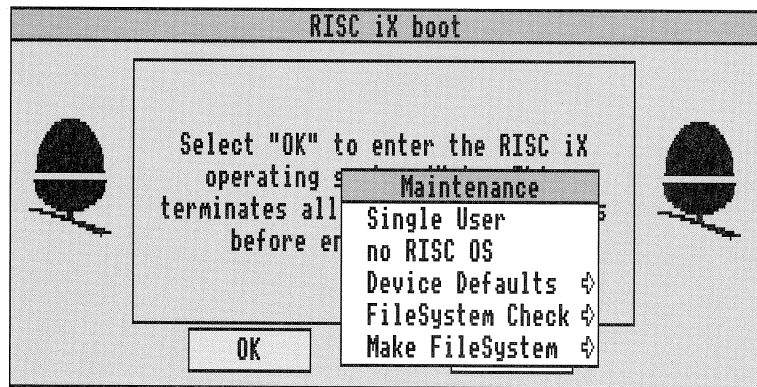 RISC iX boot
Select "OK" to enter the RISC iX
operating
terminates all
before
Maintenance
Single User
no RISC OS
Device Defaults
FileSystem Check
Make FileSystem
OK